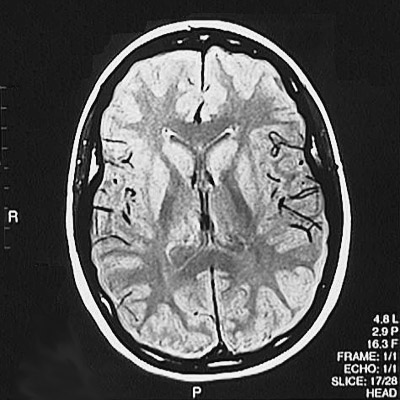 R
4.8 L
2.9 P
16.3 F
FRAME: 1/1
ECHO: 1/1
SLICE: 17/28
HEAD
P